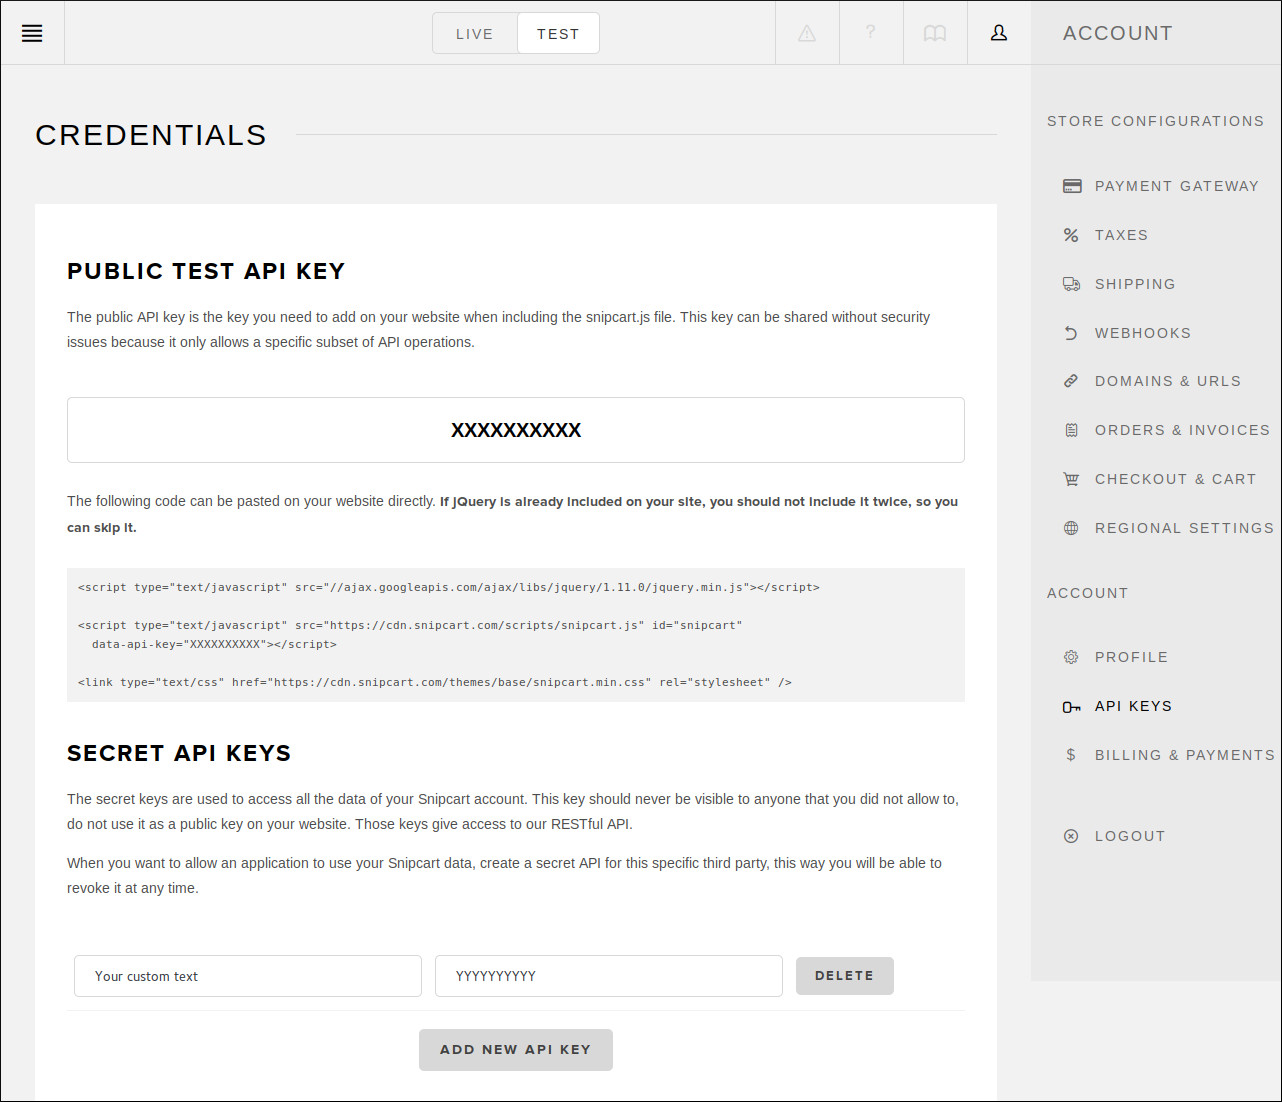 LIVE
TEST
?
ACCOUNT
CREDENTIALS
PUBLIC TEST API KEY
The public API key is the key you need to add on your website when including the snipcart.js file. This key can be shared without security
issues because it only allows a specific subset of API operations.
XXXXXXXXXX
The following code can be pasted on your website directly. If jQuery is already included on your site, you should not include it twice, so you
can skip it.
<script type="text/javascript" src="//ajax.googleapis.com/ajax/libs/jquery/1.11.0/jquery.min.js"></script>
<script type="text/javascript" src="https://cdn.snipcart.com/scripts/snipcart.js" id="snipcart"
data-api-key="XXXXXXXXXX"></script>
<link type="text/css" href="https://cdn.snipcart.com/themes/base/snipcart.min.css" rel="stylesheet" />
SECRET API KEYS
The secret keys are used to access all the data of your Snipcart account. This key should never be visible to anyone that you did not allow to,
do not use it as a public key on your website. Those keys give access to our RESTful API.
When you want to allow an application to use your Snipcart data, create a secret API for this specific third party, this way you will be able to
revoke it at any time.
Your custom text
YYYYYYYYYY
DELETE
ADD NEW API KEY
STORE CONFIGURATIONS
PAYMENT GATEWAY
% TAXES
SHIPPING
WEBHOOKS
DOMAINS & URLS
ORDERS & INVOICES
CHECKOUT & CART
REGIONAL SETTINGS
ACCOUNT
PROFILE
API KEYS
$ BILLING & PAYMENTS
LOGOUT